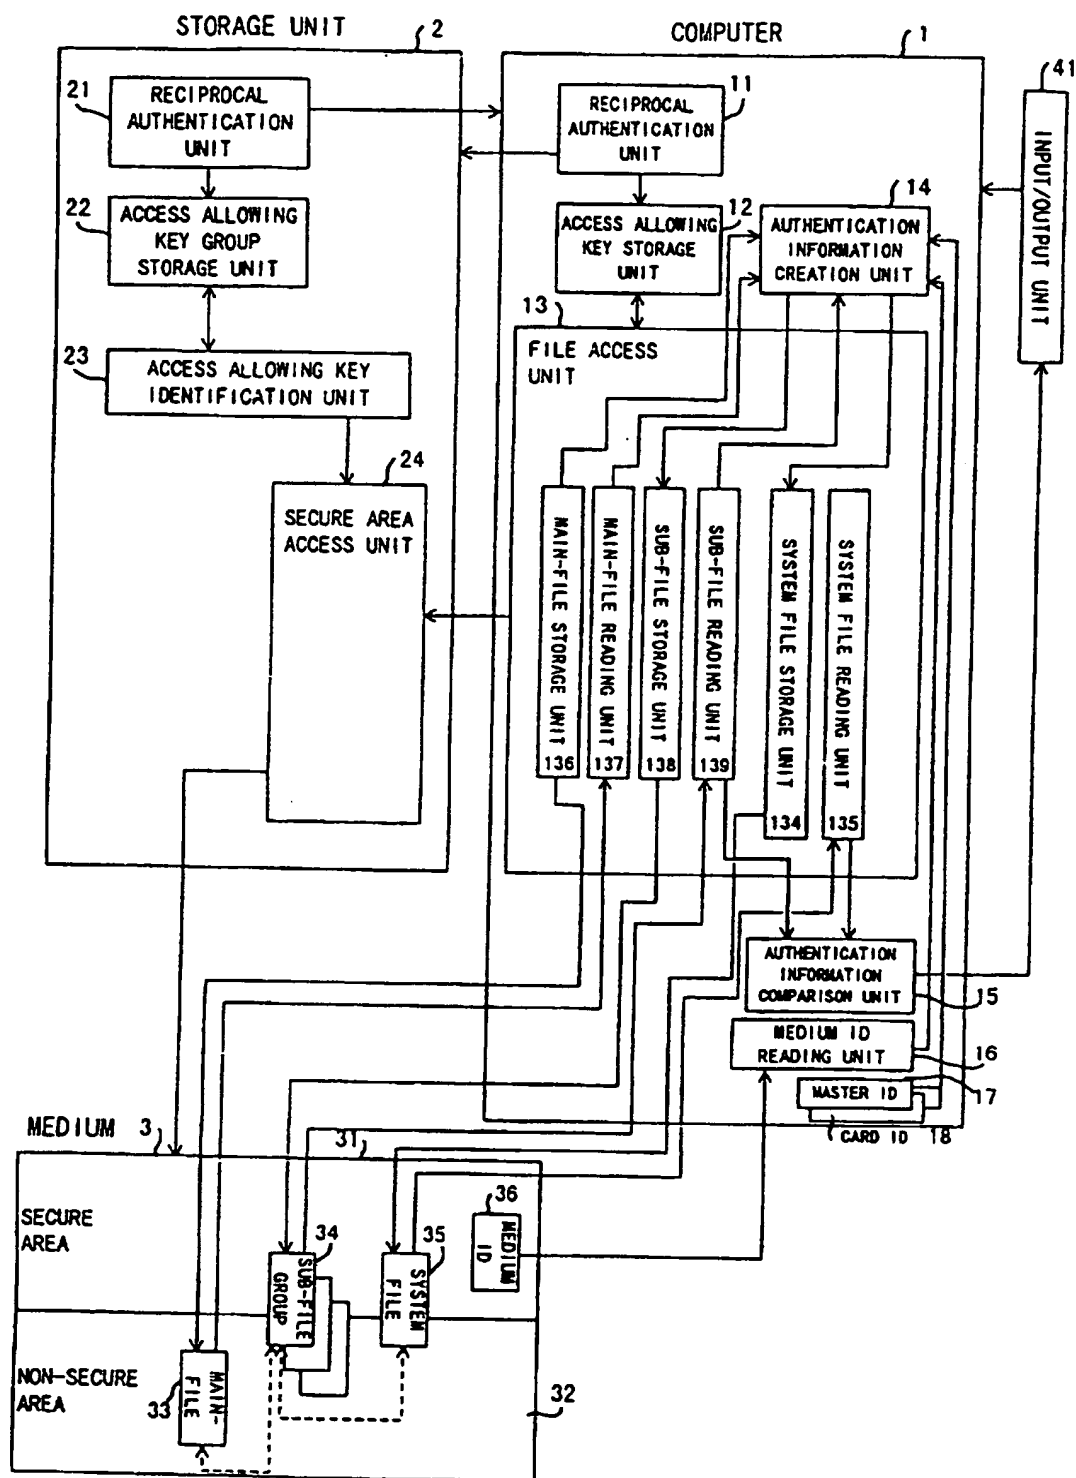 STORAGE UNIT
2
21
RECIPROCAL
AUTHENTICATION
UNIT
22
ACCESS ALLOWING
KEY GROUP
STORAGE UNIT
23
ACCESS ALLOWING KEY
IDENTIFICATION UNIT
24
SECURE AREA
ACCESS UNIT
COMPUTER
1
11
RECIPROCAL
AUTHENTICATION
UNIT
12
ACCESS ALLOWING
KEY STORAGE
UNIT
14
AUTHENTICATION
INFORMATION
CREATION UNIT
41
INPUT/OUTPUT UNIT
13
FILE ACCESS
UNIT
MAIN-FILE STORAGE UNIT
136
MAIN-FILE READING UNIT
137
SUB-FILE STORAGE UNIT
138
SUB-FILE READING UNIT
139
SYSTEM FILE STORAGE UNIT
134
SYSTEM FILE READING UNIT
135
AUTHENTICATION
INFORMATION
COMPARISON UNIT
15
MEDIUM ID
READING UNIT
16
MASTER ID
17
CARD ID
18
MEDIUM
3
31
SECURE
AREA
34
SUB-FILE
GROUP
35
SYSTEM
FILE
36
MEDIUM
ID
NON-SECURE
AREA
33
MAIN-
FILE
32